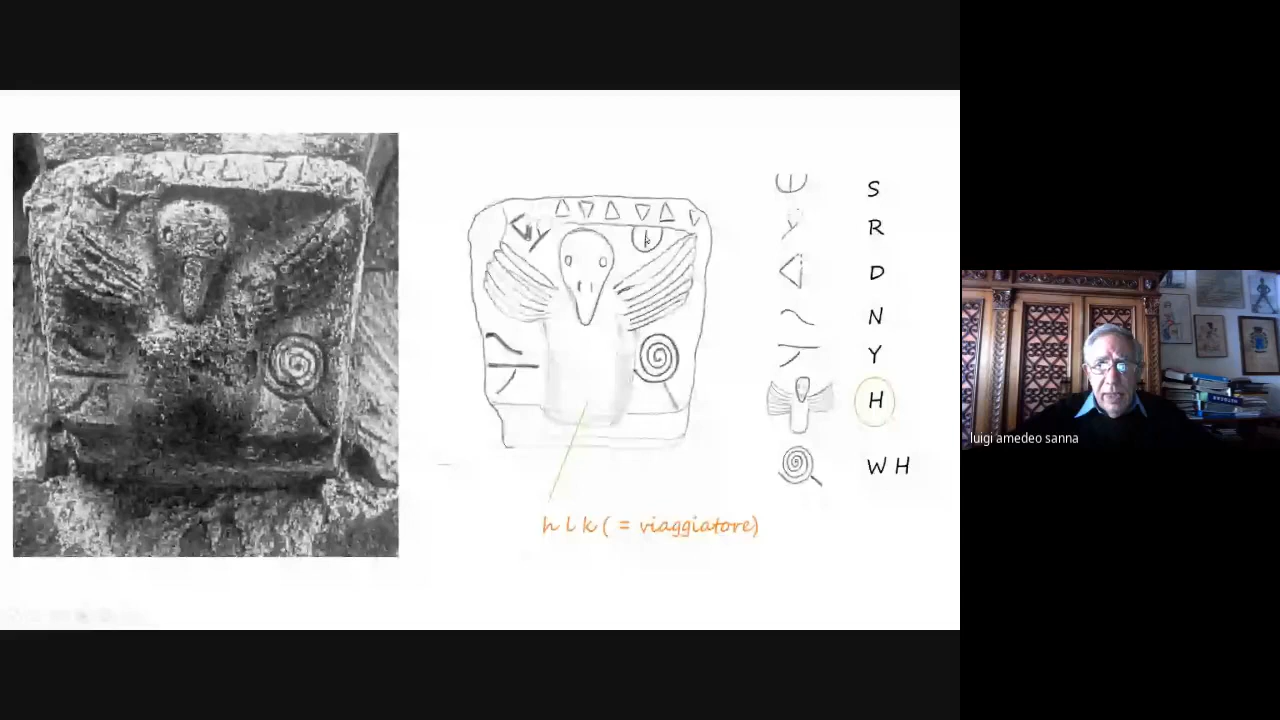 S
R
D
N
Y
H
W H
h l k ( = viaggiatore)
luigi amedeo sanna